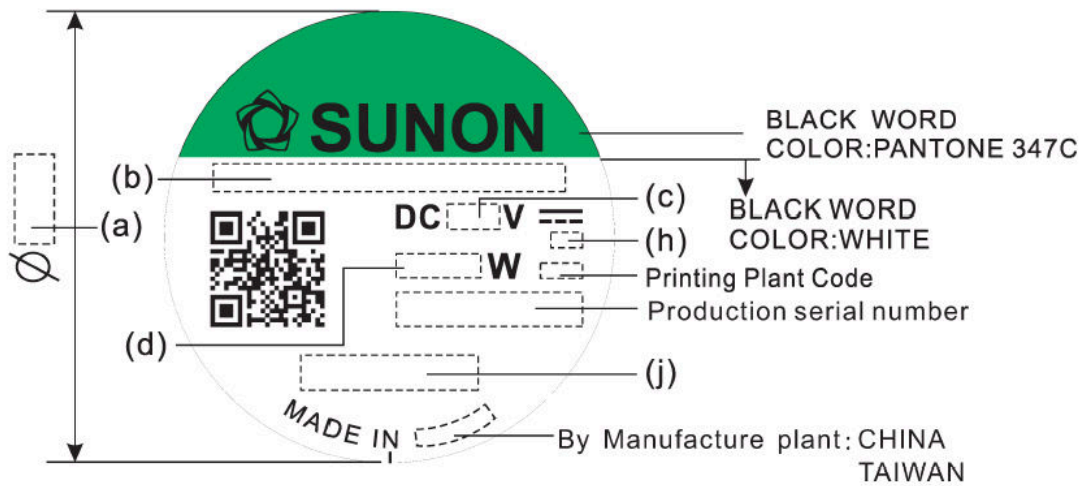 SUNON
BLACK WORD
COLOR:PANTONE 347C
(b)
(a)
Ø
DC V
(c)
BLACK WORD
COLOR:WHITE
(h)
W
Printing Plant Code
Production serial number
(d)
(j)
MADE IN
By Manufacture plant: CHINA
TAIWAN